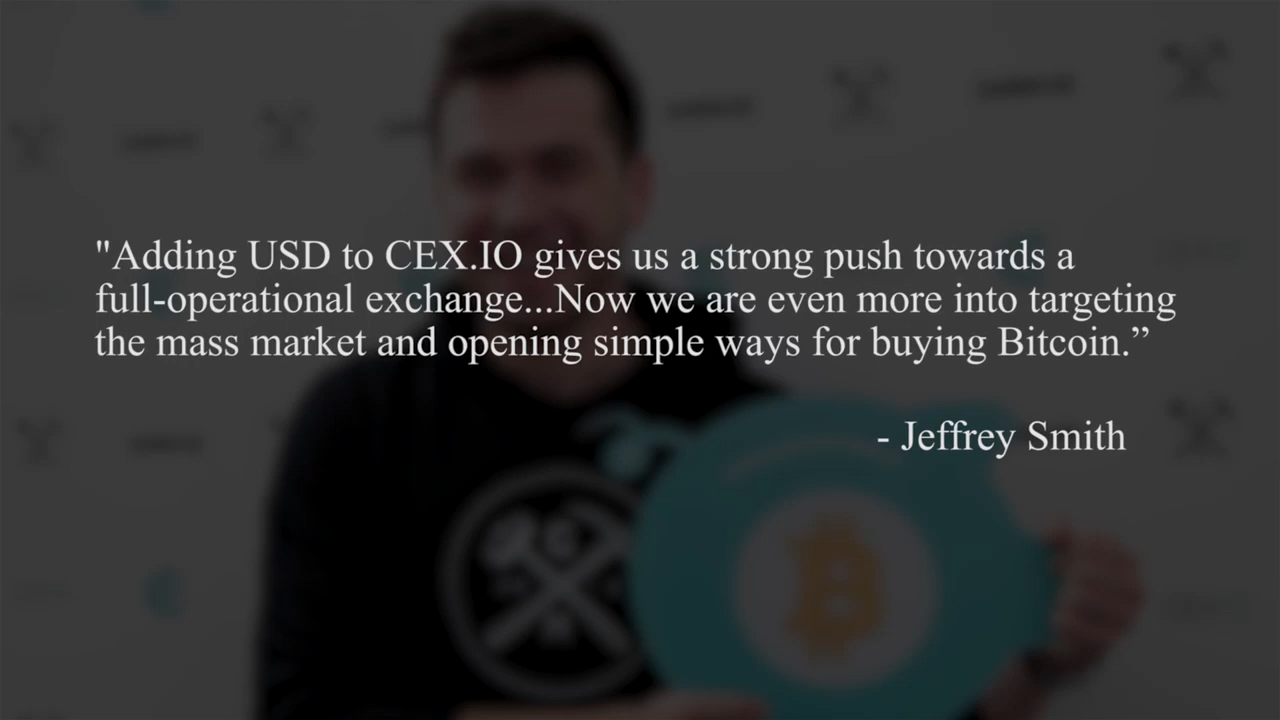 "Adding USD to CEX.IO gives us a strong push towards a
full-operational exchange...Now we are even more into targeting
the mass market and opening simple ways for buying Bitcoin.”
- Jeffrey Smith